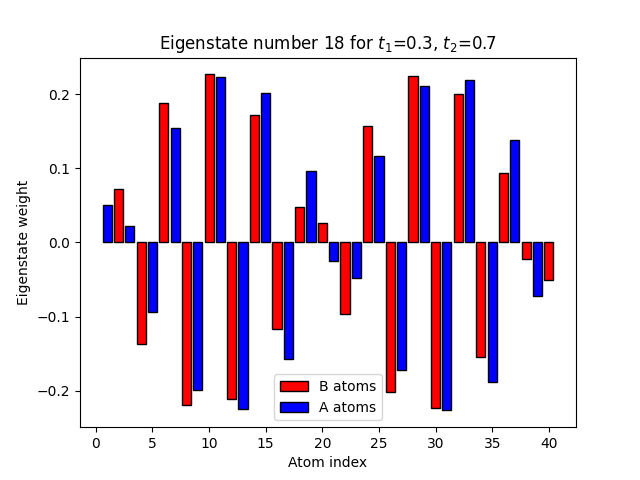 Eigenstate number 18 for t₁=0.3, t₂=0.7
Eigenstate weight
0.2
0.1
0.0
−0.1
−0.2
B atoms
A atoms
0 5 10 15 20 25 30 35 40
Atom index